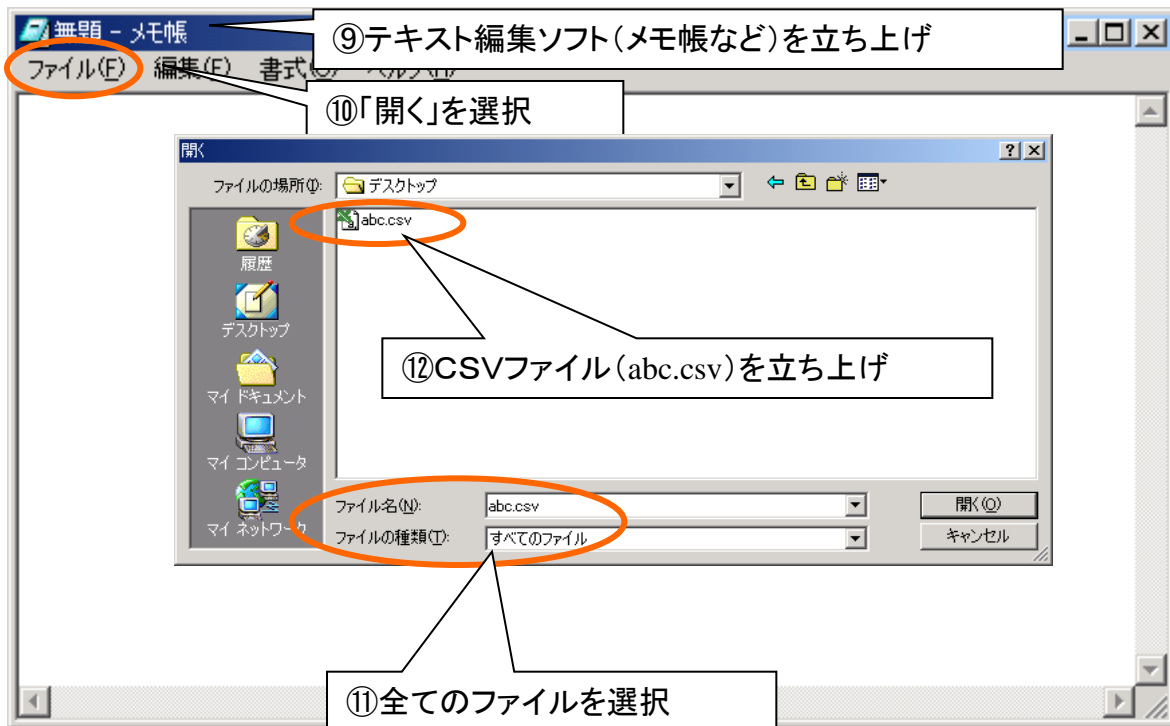 無題 - メモ帳
⑨テキスト編集ソフト（メモ帳など）を立ち上げ
ファイル(F) 編集(E) 書式(O) ヘルプ(H)
⑩「開く」を選択
開く
ファイルの場所(I): デスクトップ
abc.csv
履歴
デスクトップ
マイ ドキュメント
マイ コンピュータ
マイ ネットワーク
⑫CSVファイル（abc.csv）を立ち上げ
ファイル名(N): abc.csv 開く(O)
ファイルの種類(T): すべてのファイル キャンセル
⑪全てのファイルを選択